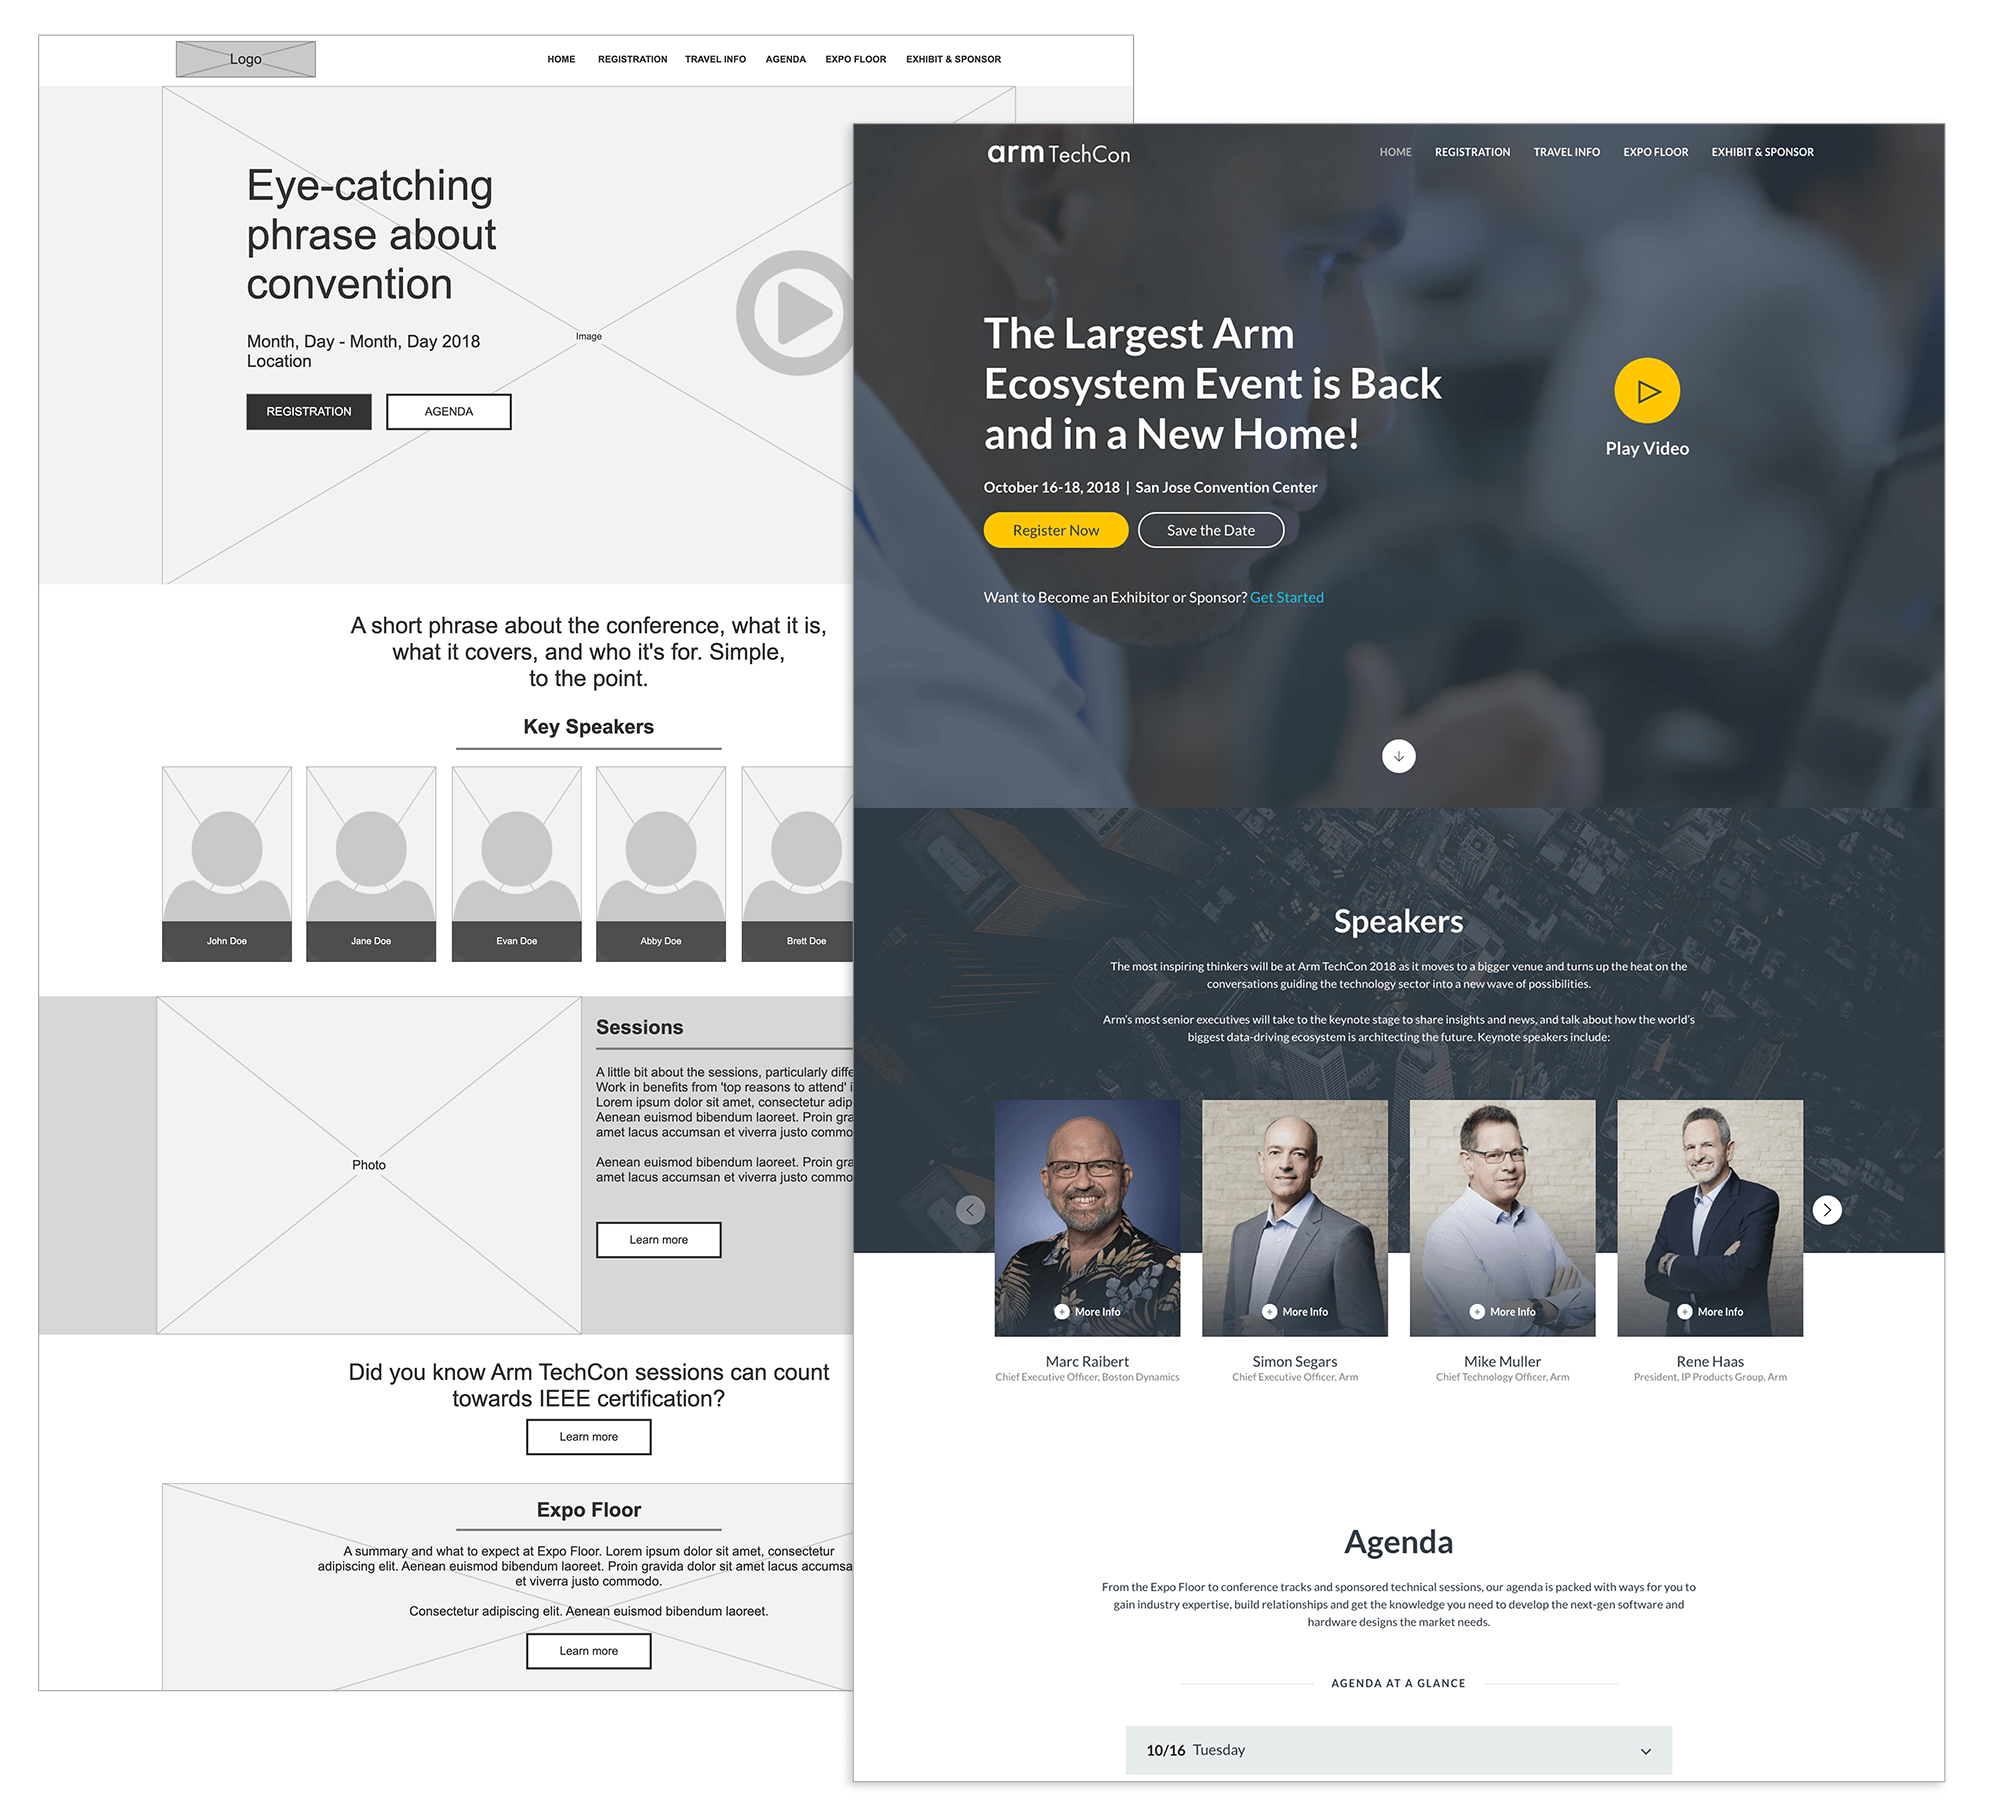 Logo
HOME REGISTRATION TRAVEL INFO AGENDA EXPO FLOOR EXHIBIT & SPONSOR
Eye-catching
phrase about
convention
Image
Month, Day - Month, Day 2018
Location
REGISTRATION AGENDA
A short phrase about the conference, what it is,
what it covers, and who it's for. Simple,
to the point.
Key Speakers
John Doe Jane Doe Evan Doe Abby Doe Brett Doe
Photo
Sessions
A little bit about the sessions, particularly diffe
Work in benefits from 'top reasons to attend' i
Lorem ipsum dolor sit amet, consectetur adip
Aenean euismod bibendum laoreet. Proin gra
amet lacus accumsan et viverra justo commo
Aenean euismod bibendum laoreet. Proin gra
amet lacus accumsan et viverra justo commo
Learn more
Did you know Arm TechCon sessions can count
towards IEEE certification?
Learn more
Expo Floor
A summary and what to expect at Expo Floor. Lorem ipsum dolor sit amet, consectetur
adipiscing elit. Aenean euismod bibendum laoreet. Proin gravida dolor sit amet lacus accumsa
et viverra justo commodo.
Consectetur adipiscing elit. Aenean euismod bibendum laoreet.
Learn more
arm TechCon
HOME REGISTRATION TRAVEL INFO EXPO FLOOR EXHIBIT & SPONSOR
The Largest Arm
Ecosystem Event is Back
and in a New Home!
Play Video
October 16-18, 2018 | San Jose Convention Center
Register Now Save the Date
Want to Become an Exhibitor or Sponsor? Get Started
Speakers
The most inspiring thinkers will be at Arm TechCon 2018 as it moves to a bigger venue and turns up the heat on the
conversations guiding the technology sector into a new wave of possibilities.
Arm's most senior executives will take to the keynote stage to share insights and news, and talk about how the world's
biggest data-driving ecosystem is architecting the future. Keynote speakers include:
More Info More Info More Info More Info
Marc Raibert Simon Segars Mike Muller Rene Haas
Chief Executive Officer, Boston Dynamics Chief Executive Officer, Arm Chief Technology Officer, Arm President, IP Products Group, Arm
Agenda
From the Expo Floor to conference tracks and sponsored technical sessions, our agenda is packed with ways for you to
gain industry expertise, build relationships and get the knowledge you need to develop the next-gen software and
hardware designs the market needs.
AGENDA AT A GLANCE
10/16 Tuesday